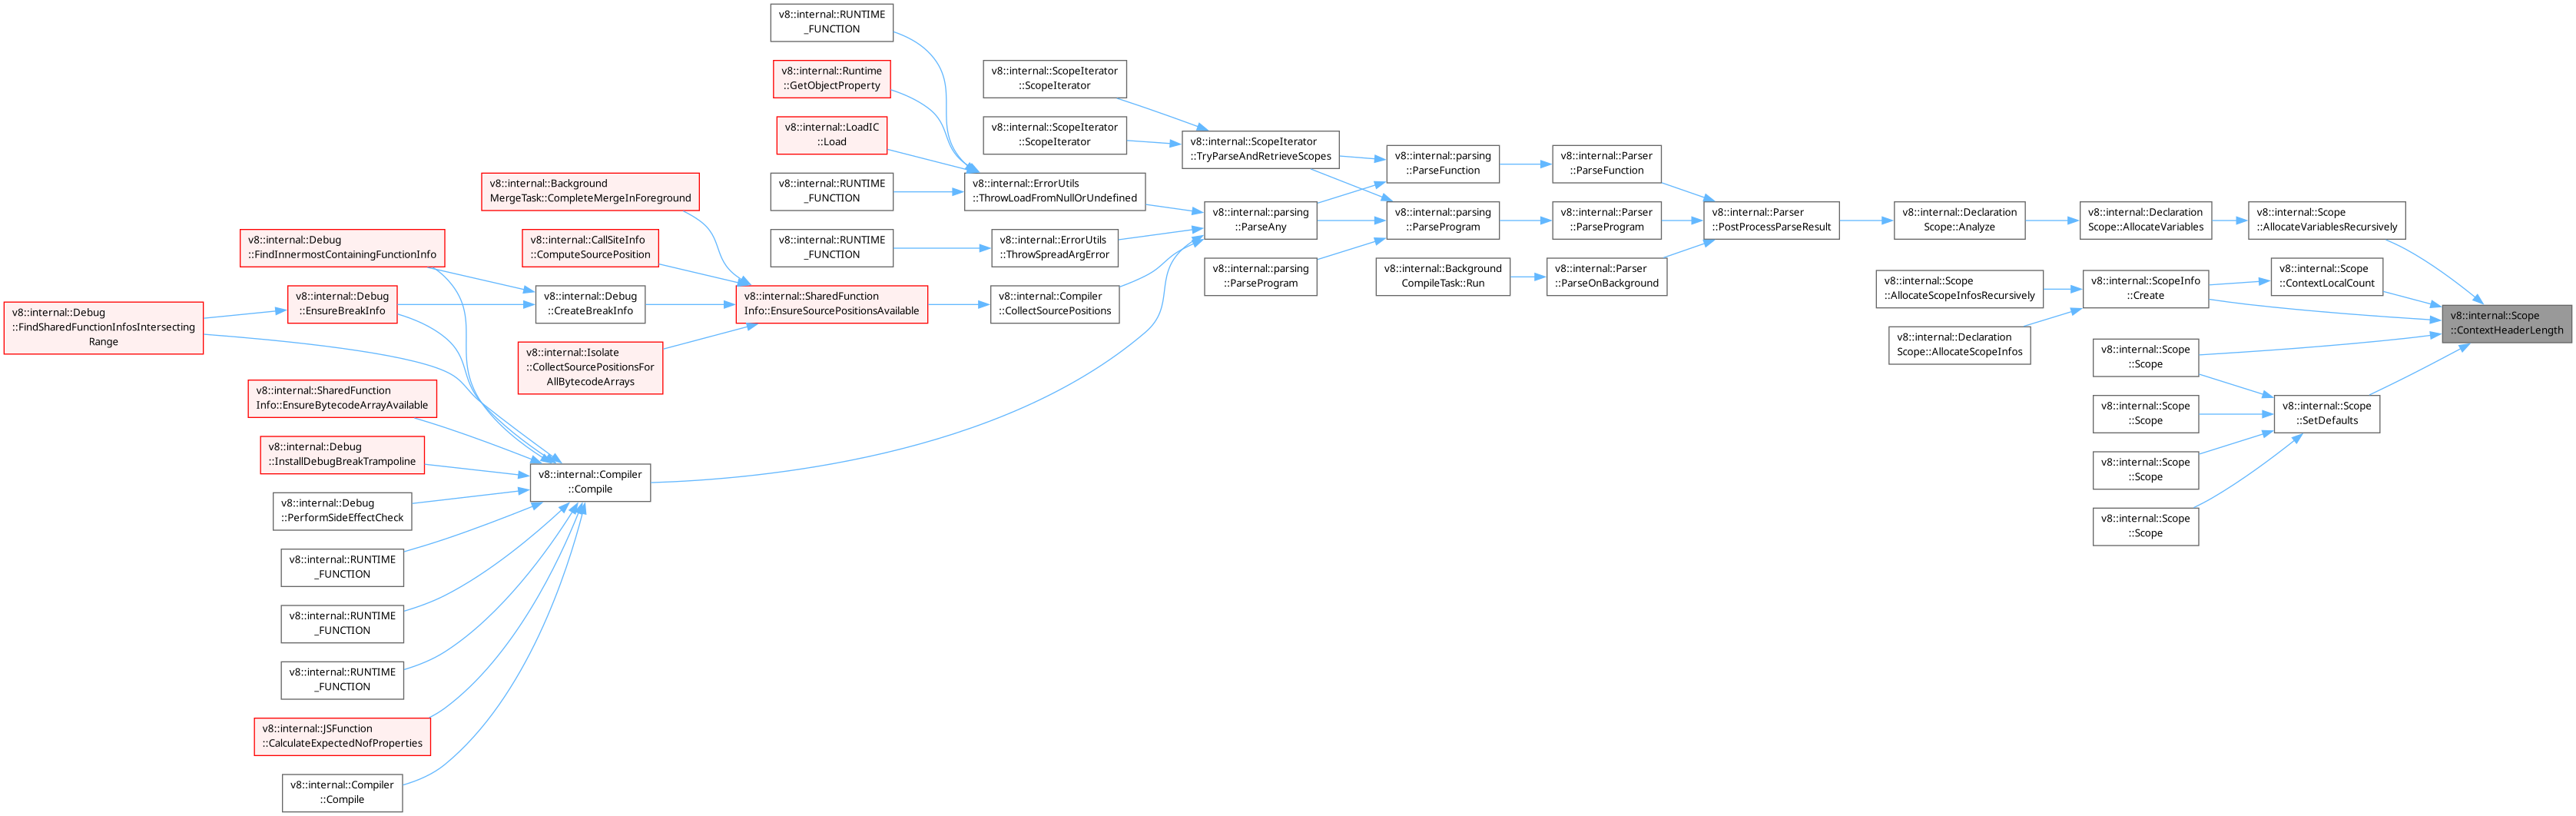 v8::internal::RUNTIME
_FUNCTION
v8::internal::Runtime
::GetObjectProperty
v8::internal::LoadIC
::Load
v8::internal::RUNTIME
_FUNCTION
v8::internal::RUNTIME
_FUNCTION
v8::internal::ScopeIterator
::ScopeIterator
v8::internal::ScopeIterator
::ScopeIterator
v8::internal::ScopeIterator
::TryParseAndRetrieveScopes
v8::internal::parsing
::ParseFunction
v8::internal::Parser
::ParseFunction
v8::internal::ErrorUtils
::ThrowLoadFromNullOrUndefined
v8::internal::parsing
::ParseAny
v8::internal::parsing
::ParseProgram
v8::internal::Parser
::ParseProgram
v8::internal::Parser
::PostProcessParseResult
v8::internal::Declaration
Scope::Analyze
v8::internal::Declaration
Scope::AllocateVariables
v8::internal::Scope
::AllocateVariablesRecursively
v8::internal::ErrorUtils
::ThrowSpreadArgError
v8::internal::parsing
::ParseProgram
v8::internal::Background
CompileTask::Run
v8::internal::Parser
::ParseOnBackground
v8::internal::Scope
::AllocateScopeInfosRecursively
v8::internal::ScopeInfo
::Create
v8::internal::Scope
::ContextLocalCount
v8::internal::Scope
::ContextHeaderLength
v8::internal::Declaration
Scope::AllocateScopeInfos
v8::internal::Scope
::Scope
v8::internal::Scope
::Scope
v8::internal::Scope
::SetDefaults
v8::internal::Scope
::Scope
v8::internal::Scope
::Scope
v8::internal::Background
MergeTask::CompleteMergeInForeground
v8::internal::CallSiteInfo
::ComputeSourcePosition
v8::internal::Debug
::FindInnermostContainingFunctionInfo
v8::internal::Debug
::EnsureBreakInfo
v8::internal::Debug
::CreateBreakInfo
v8::internal::SharedFunction
Info::EnsureSourcePositionsAvailable
v8::internal::Compiler
::CollectSourcePositions
v8::internal::Debug
::FindSharedFunctionInfosIntersecting
Range
v8::internal::Isolate
::CollectSourcePositionsFor
AllBytecodeArrays
v8::internal::SharedFunction
Info::EnsureBytecodeArrayAvailable
v8::internal::Debug
::InstallDebugBreakTrampoline
v8::internal::Compiler
::Compile
v8::internal::Debug
::PerformSideEffectCheck
v8::internal::RUNTIME
_FUNCTION
v8::internal::RUNTIME
_FUNCTION
v8::internal::RUNTIME
_FUNCTION
v8::internal::JSFunction
::CalculateExpectedNofProperties
v8::internal::Compiler
::Compile